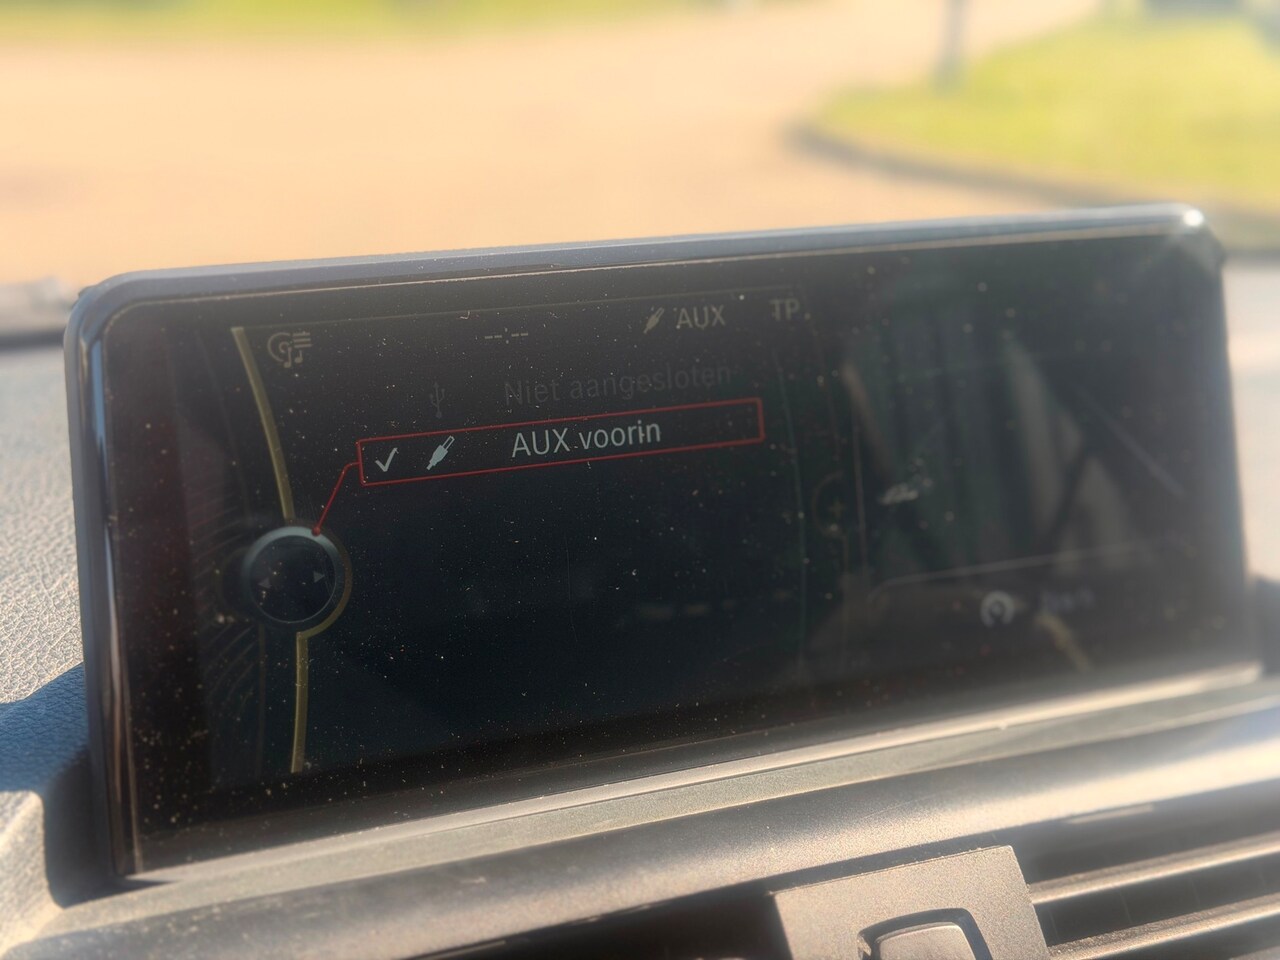 --:--
AUX
TP
Niet aangesloten
AUX voorin